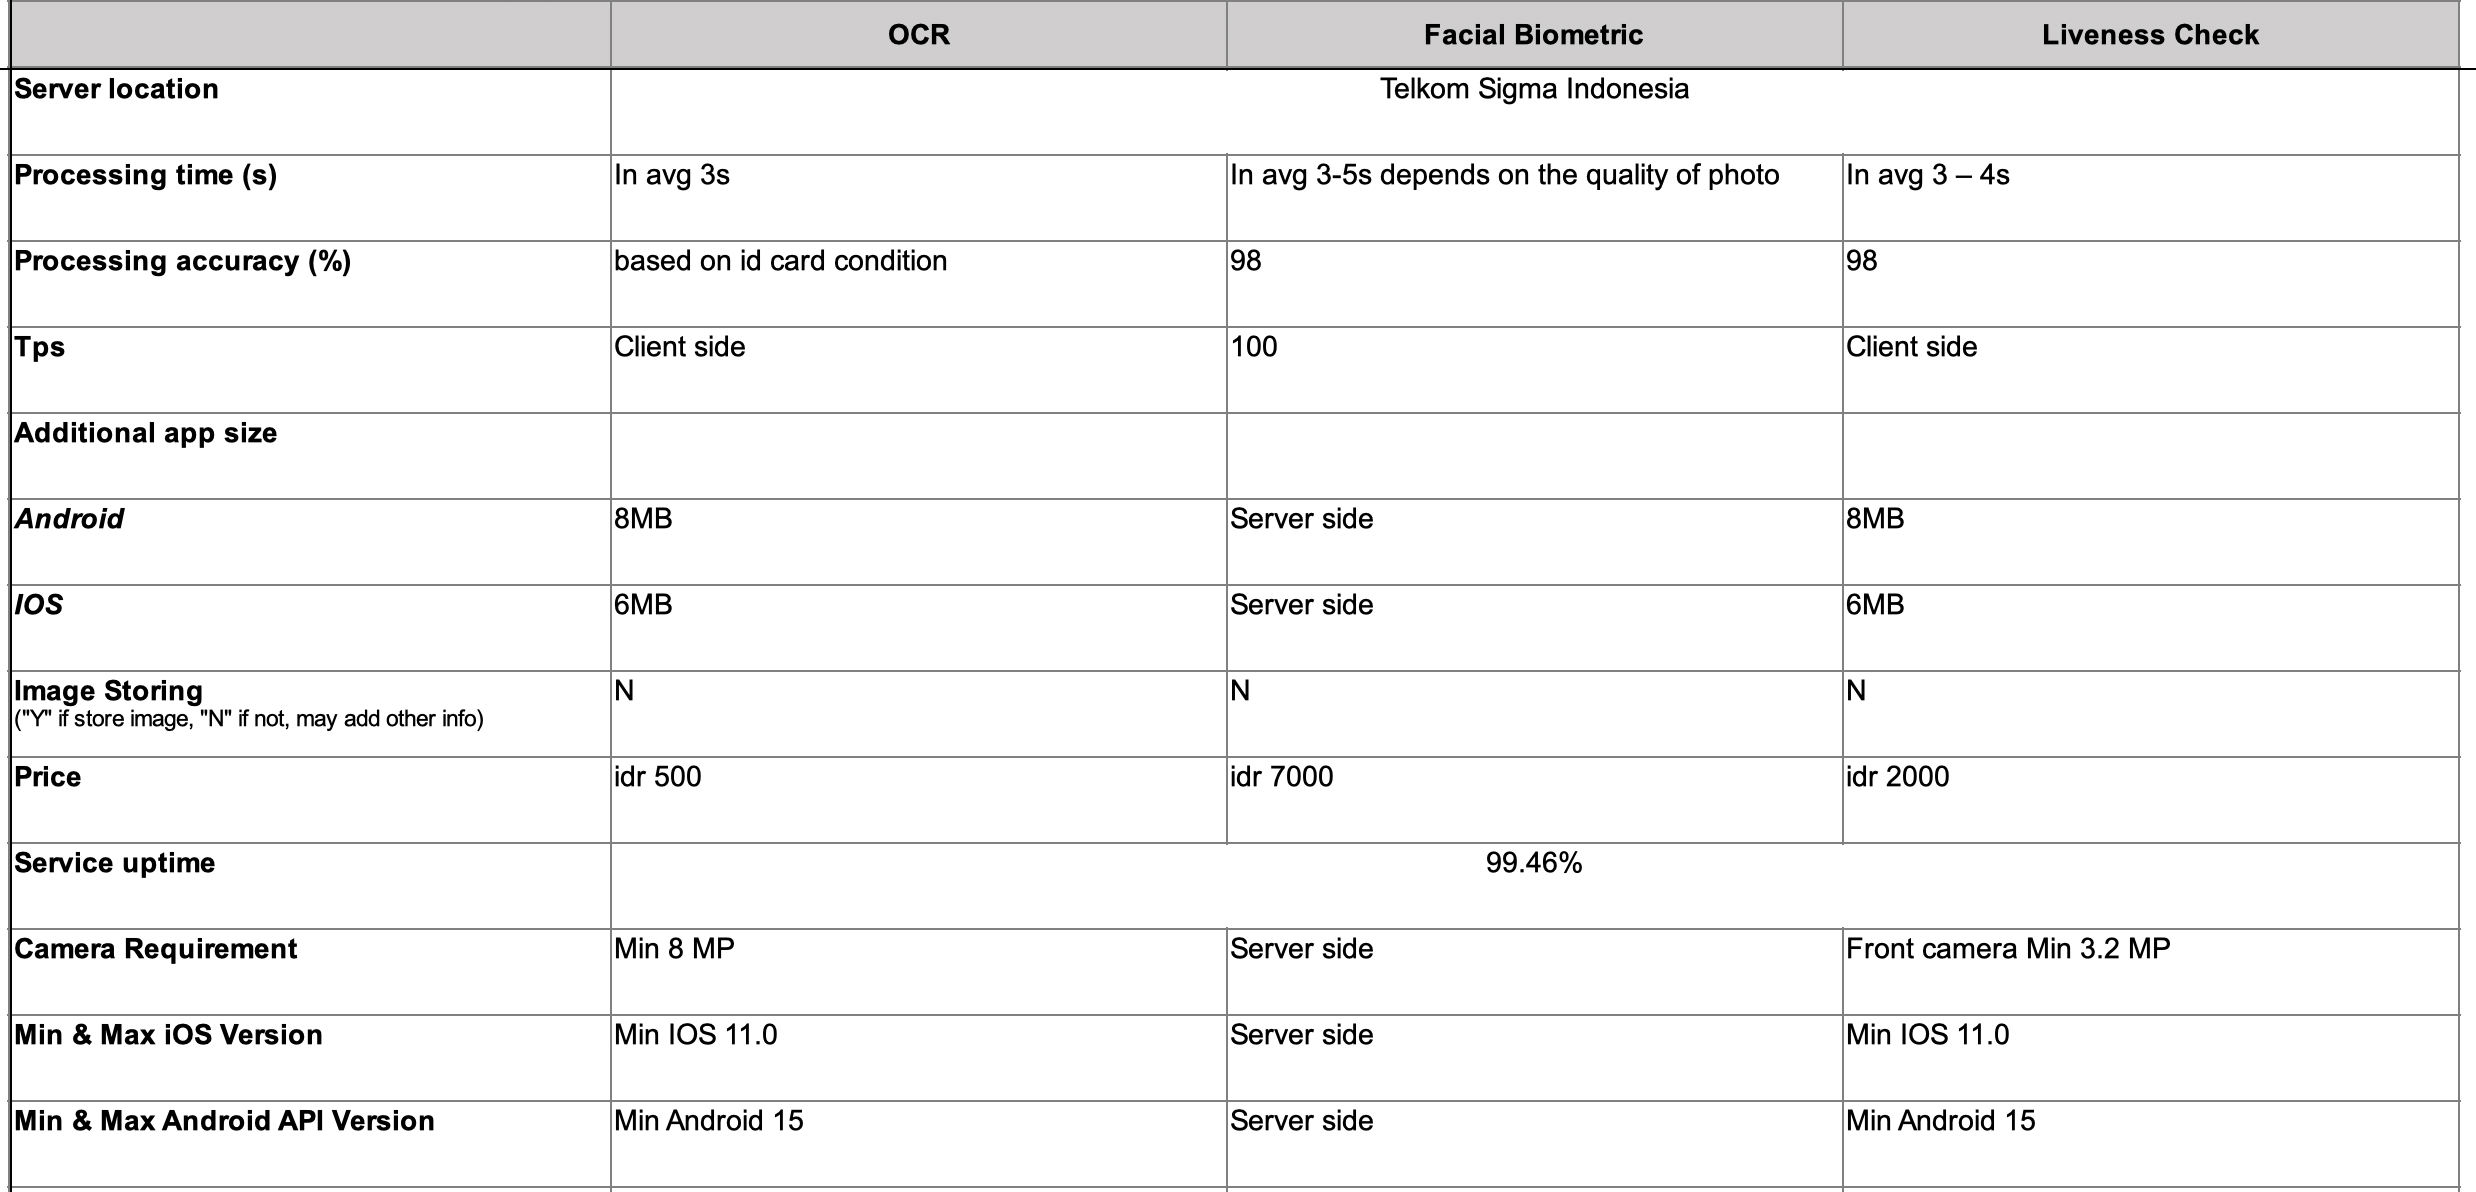 OCR Facial Biometric Liveness Check
Server location Telkom Sigma Indonesia
Processing time (s) In avg 3s In avg 3-5s depends on the quality of photo In avg 3 – 4s
Processing accuracy (%) based on id card condition 98 98
Tps Client side 100 Client side
Additional app size
Android 8MB Server side 8MB
IOS 6MB Server side 6MB
Image Storing N N N
("Y" if store image, "N" if not, may add other info)
Price idr 500 idr 7000 idr 2000
Service uptime 99.46%
Camera Requirement Min 8 MP Server side Front camera Min 3.2 MP
Min & Max iOS Version Min IOS 11.0 Server side Min IOS 11.0
Min & Max Android API Version Min Android 15 Server side Min Android 15